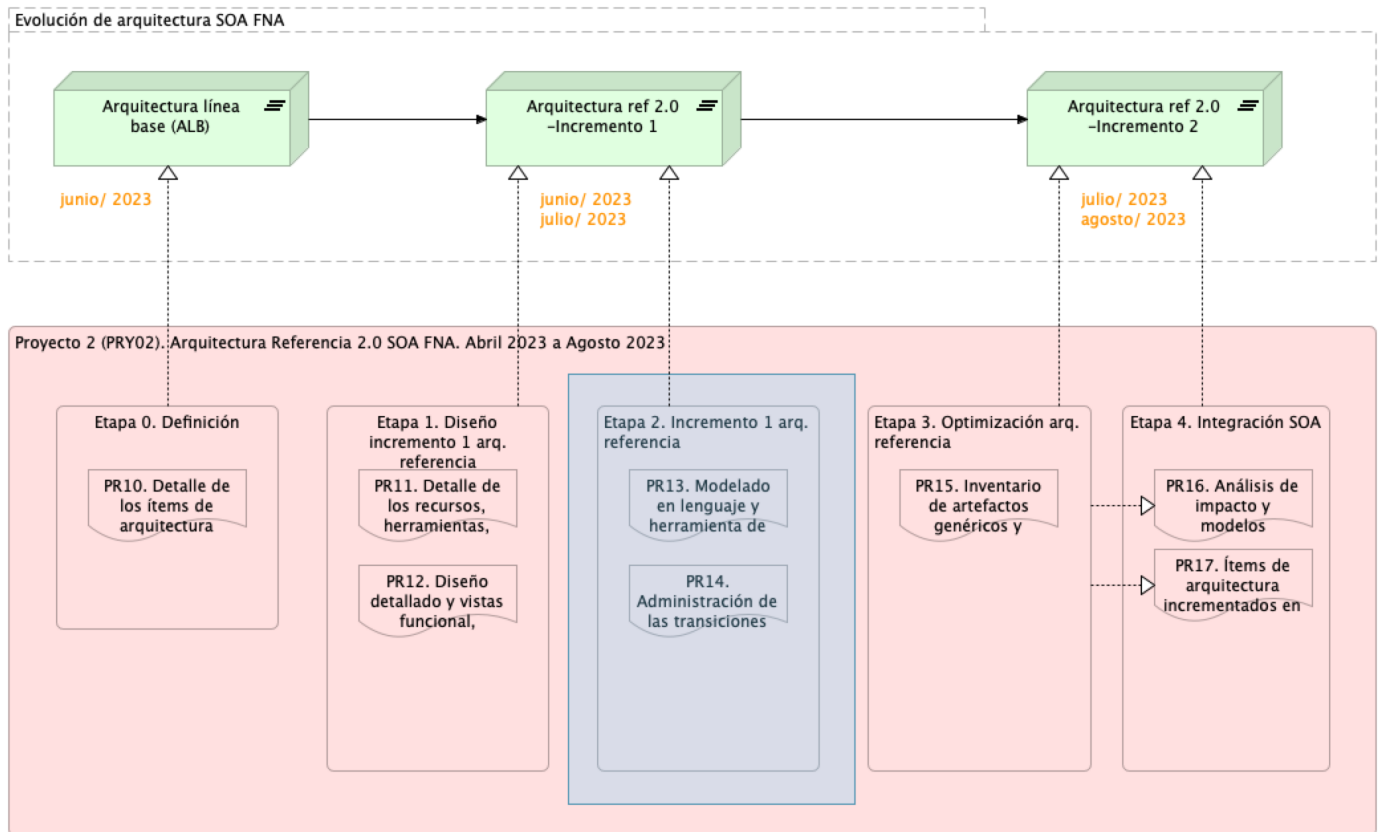 Evolución de arquitectura SOA FNA
Arquitectura línea
base (ALB)
Arquitectura ref 2.0
-Incremento 1
Arquitectura ref 2.0
-Incremento 2
junio/ 2023
junio/ 2023
julio/ 2023
julio/ 2023
agosto/ 2023
Proyecto 2 (PRY02). Arquitectura Referencia 2.0 SOA FNA. Abril 2023 a Agosto 2023
Etapa 0. Definición
PR10. Detalle de
los ítems de
arquitectura
Etapa 1. Diseño
incremento 1 arq.
referencia
PR11. Detalle de
los recursos,
herramientas,
PR12. Diseño
detallado y vistas
funcional,
Etapa 2. Incremento 1 arq.
referencia
PR13. Modelado
en lenguaje y
herramienta de
PR14.
Administración de
las transiciones
Etapa 3. Optimización arq.
referencia
PR15. Inventario
de artefactos
genéricos y
Etapa 4. Integración SOA
PR16. Análisis de
impacto y
modelos
PR17. Ítems de
arquitectura
incrementados en